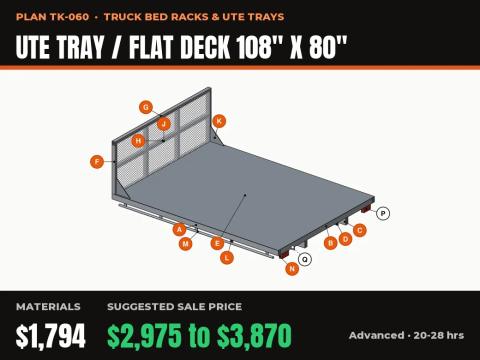 PLAN TK-060 • TRUCK BED RACKS & UTE TRAYS
UTE TRAY / FLAT DECK 108" X 80"
G
J
K
H
F
P
A
C
M
E
B
D
L
Q
N
MATERIALS
SUGGESTED SALE PRICE
$1,794
$2,975 to $3,870
Advanced · 20-28 hrs